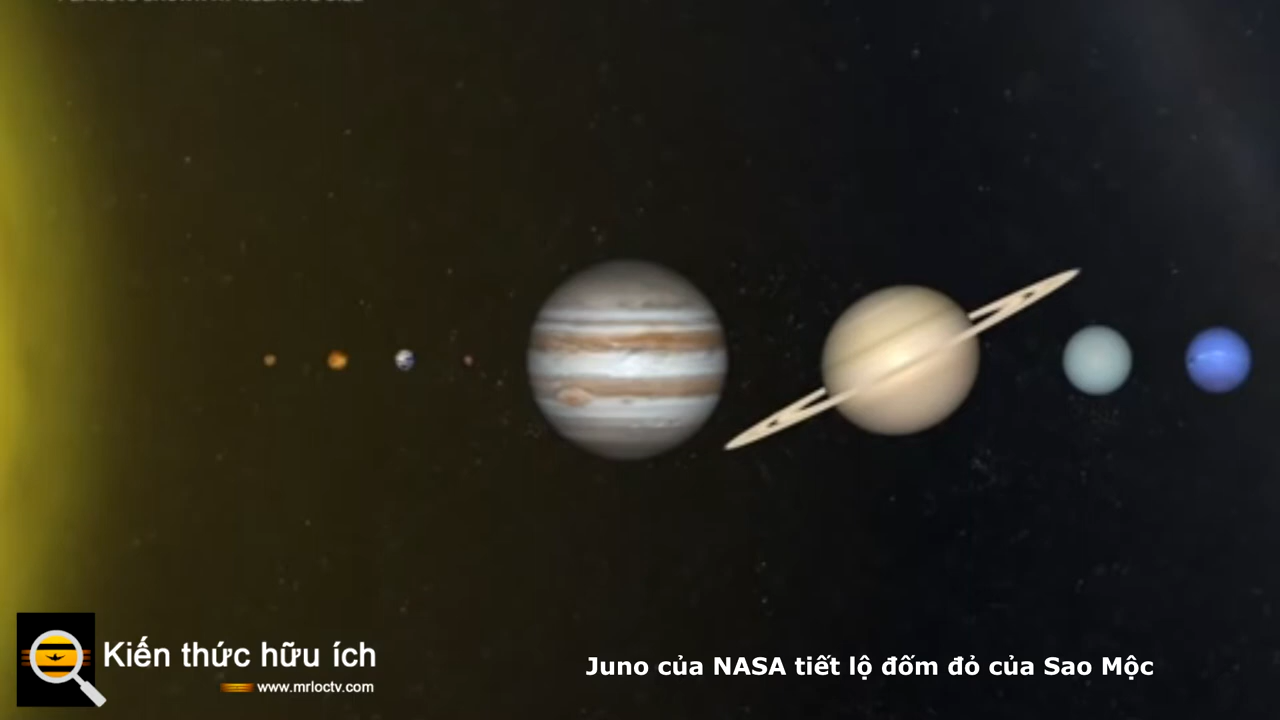 Kiến thức hữu ích
www.mrloctv.com
Juno của NASA tiết lộ đốm đỏ của Sao Mộc